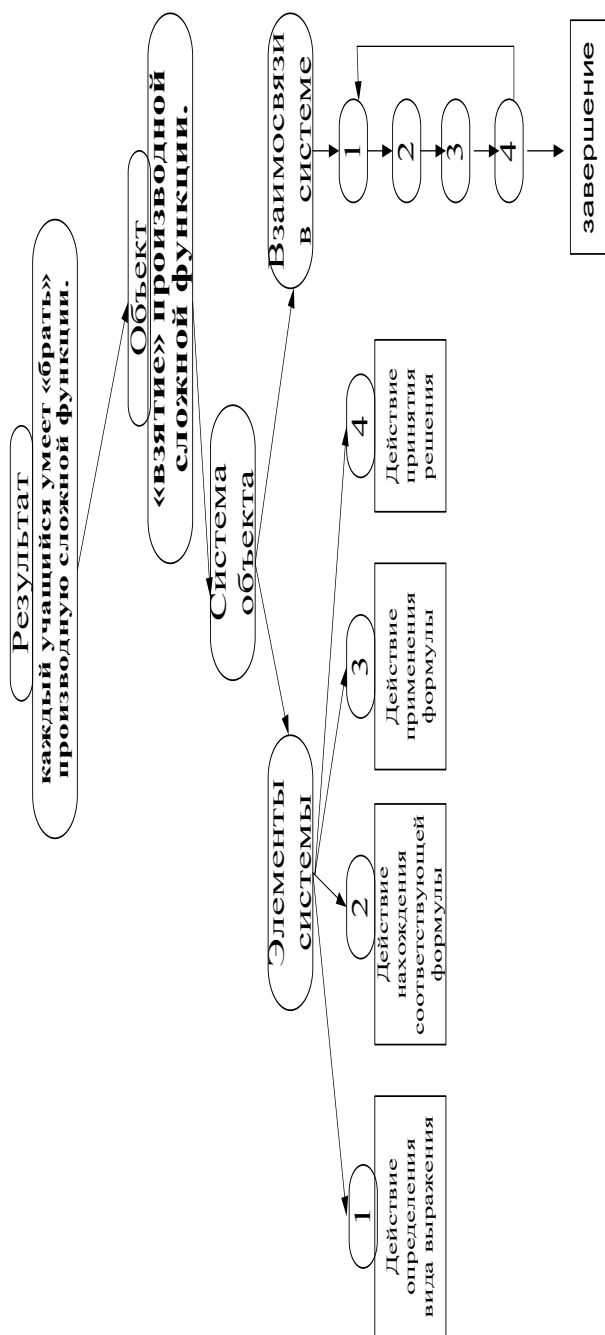 Результат
каждый учащийся умеет «брать»
производную сложной функции.
Объект
«взятие» производной
сложной функции.
Система
объекта
Элементы
системы
Взаимосвязи
в системе
1
Действие
определения
вида выражения
2
Действие
нахождения
соответствующей
формулы
3
Действие
применения
формулы
4
Действие
принятия
решения
1
2
3
4
завершение